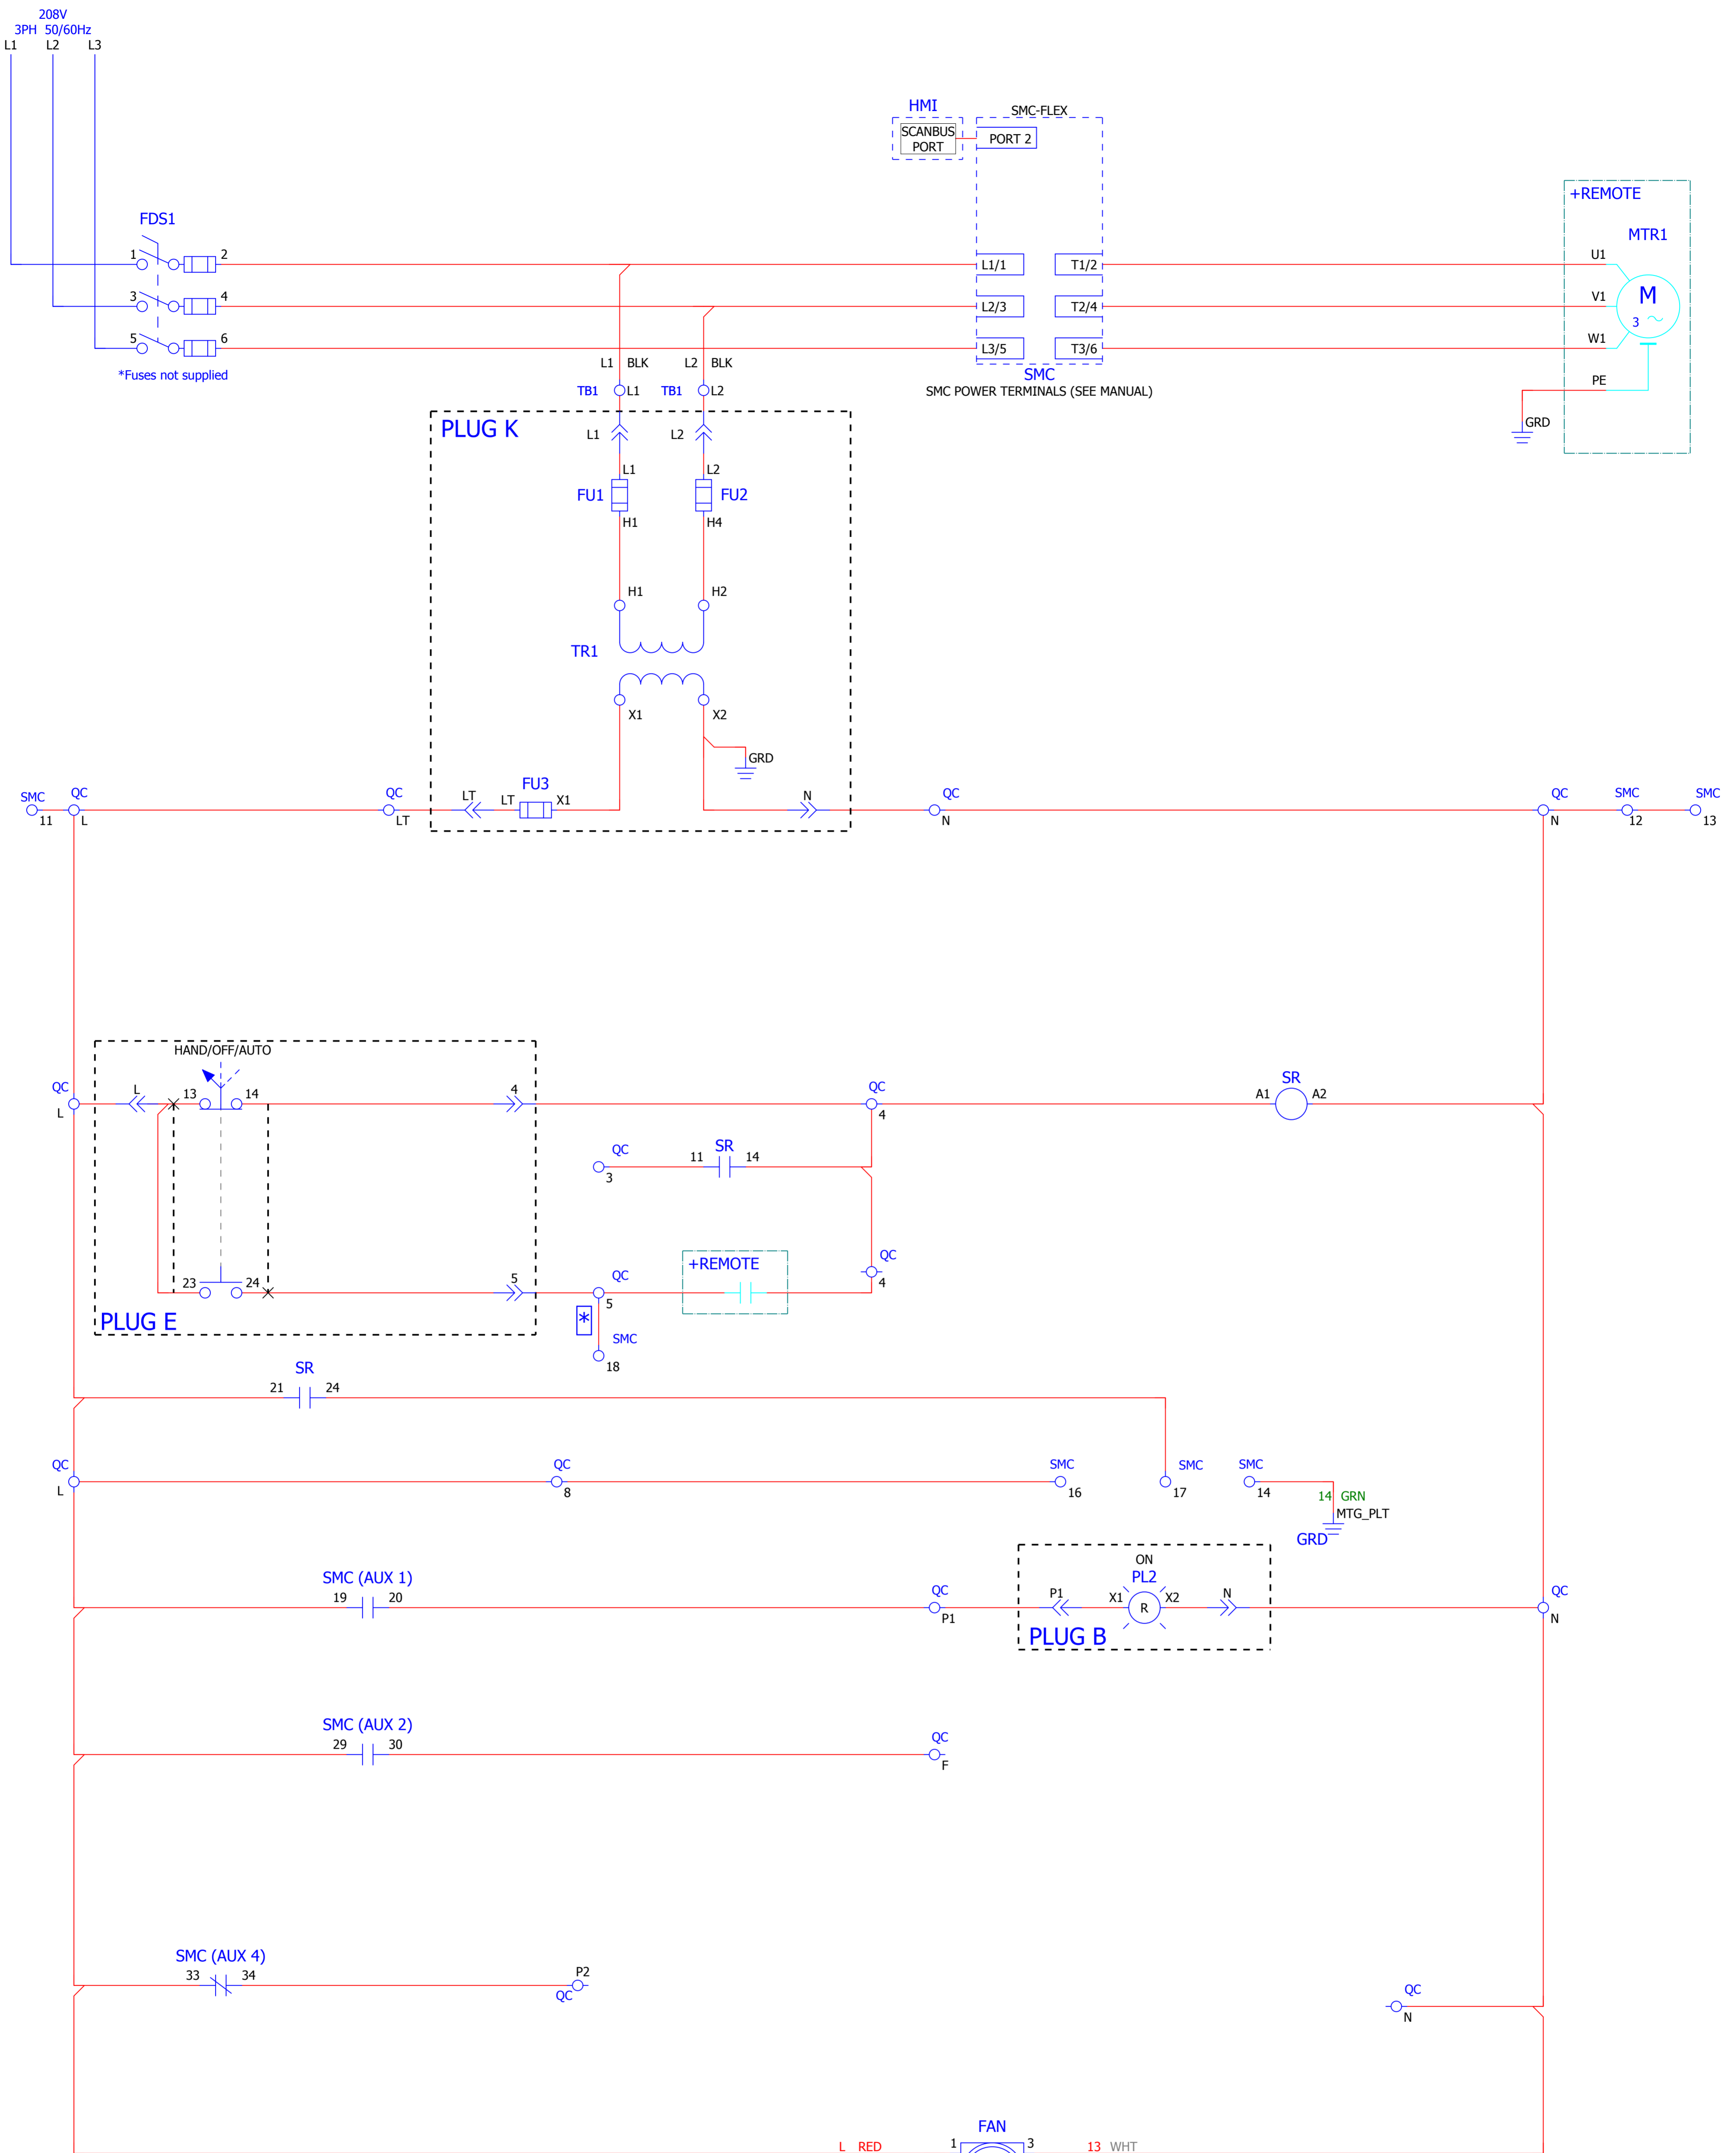 208V
3PH 50/60Hz
L1 L2 L3
HMI
SMC-FLEX
SCANBUS
PORT
PORT 2
+REMOTE
MTR1
FDS1
1 2
L1/1 T1/2
U1
3 4
L2/3 T2/4
V1
M
3
5 6
L3/5 T3/6
W1
*Fuses not supplied
SMC
SMC POWER TERMINALS (SEE MANUAL)
PE
GRD
L1 BLK L2 BLK
TB1 L1 TB1 L2
PLUG K
L1 L2
L1 L2
FU1 FU2
H1 H4
H1 H2
TR1
X1 X2
GRD
SMC QC QC LT LT FU3 X1 N QC QC SMC SMC
11 L LT N N 12 13
HAND/OFF/AUTO
QC L 13 14 4 QC SR
L 4 A1 A2
QC 11 SR 14
3
+REMOTE
QC
4
23 24 5 QC
5
PLUG E
*
SMC
18
SR
21 24
QC QC SMC SMC SMC
L 8 16 17 14
14 GRN
MTG_PLT
GRD
ON
SMC (AUX 1) PL2
19 20 QC P1 X1 R X2 N QC
P1 N
PLUG B
SMC (AUX 2)
29 30 QC
F
SMC (AUX 4)
33 34 P2
QC
QC
N
FAN
L RED 1 3 13 WHT